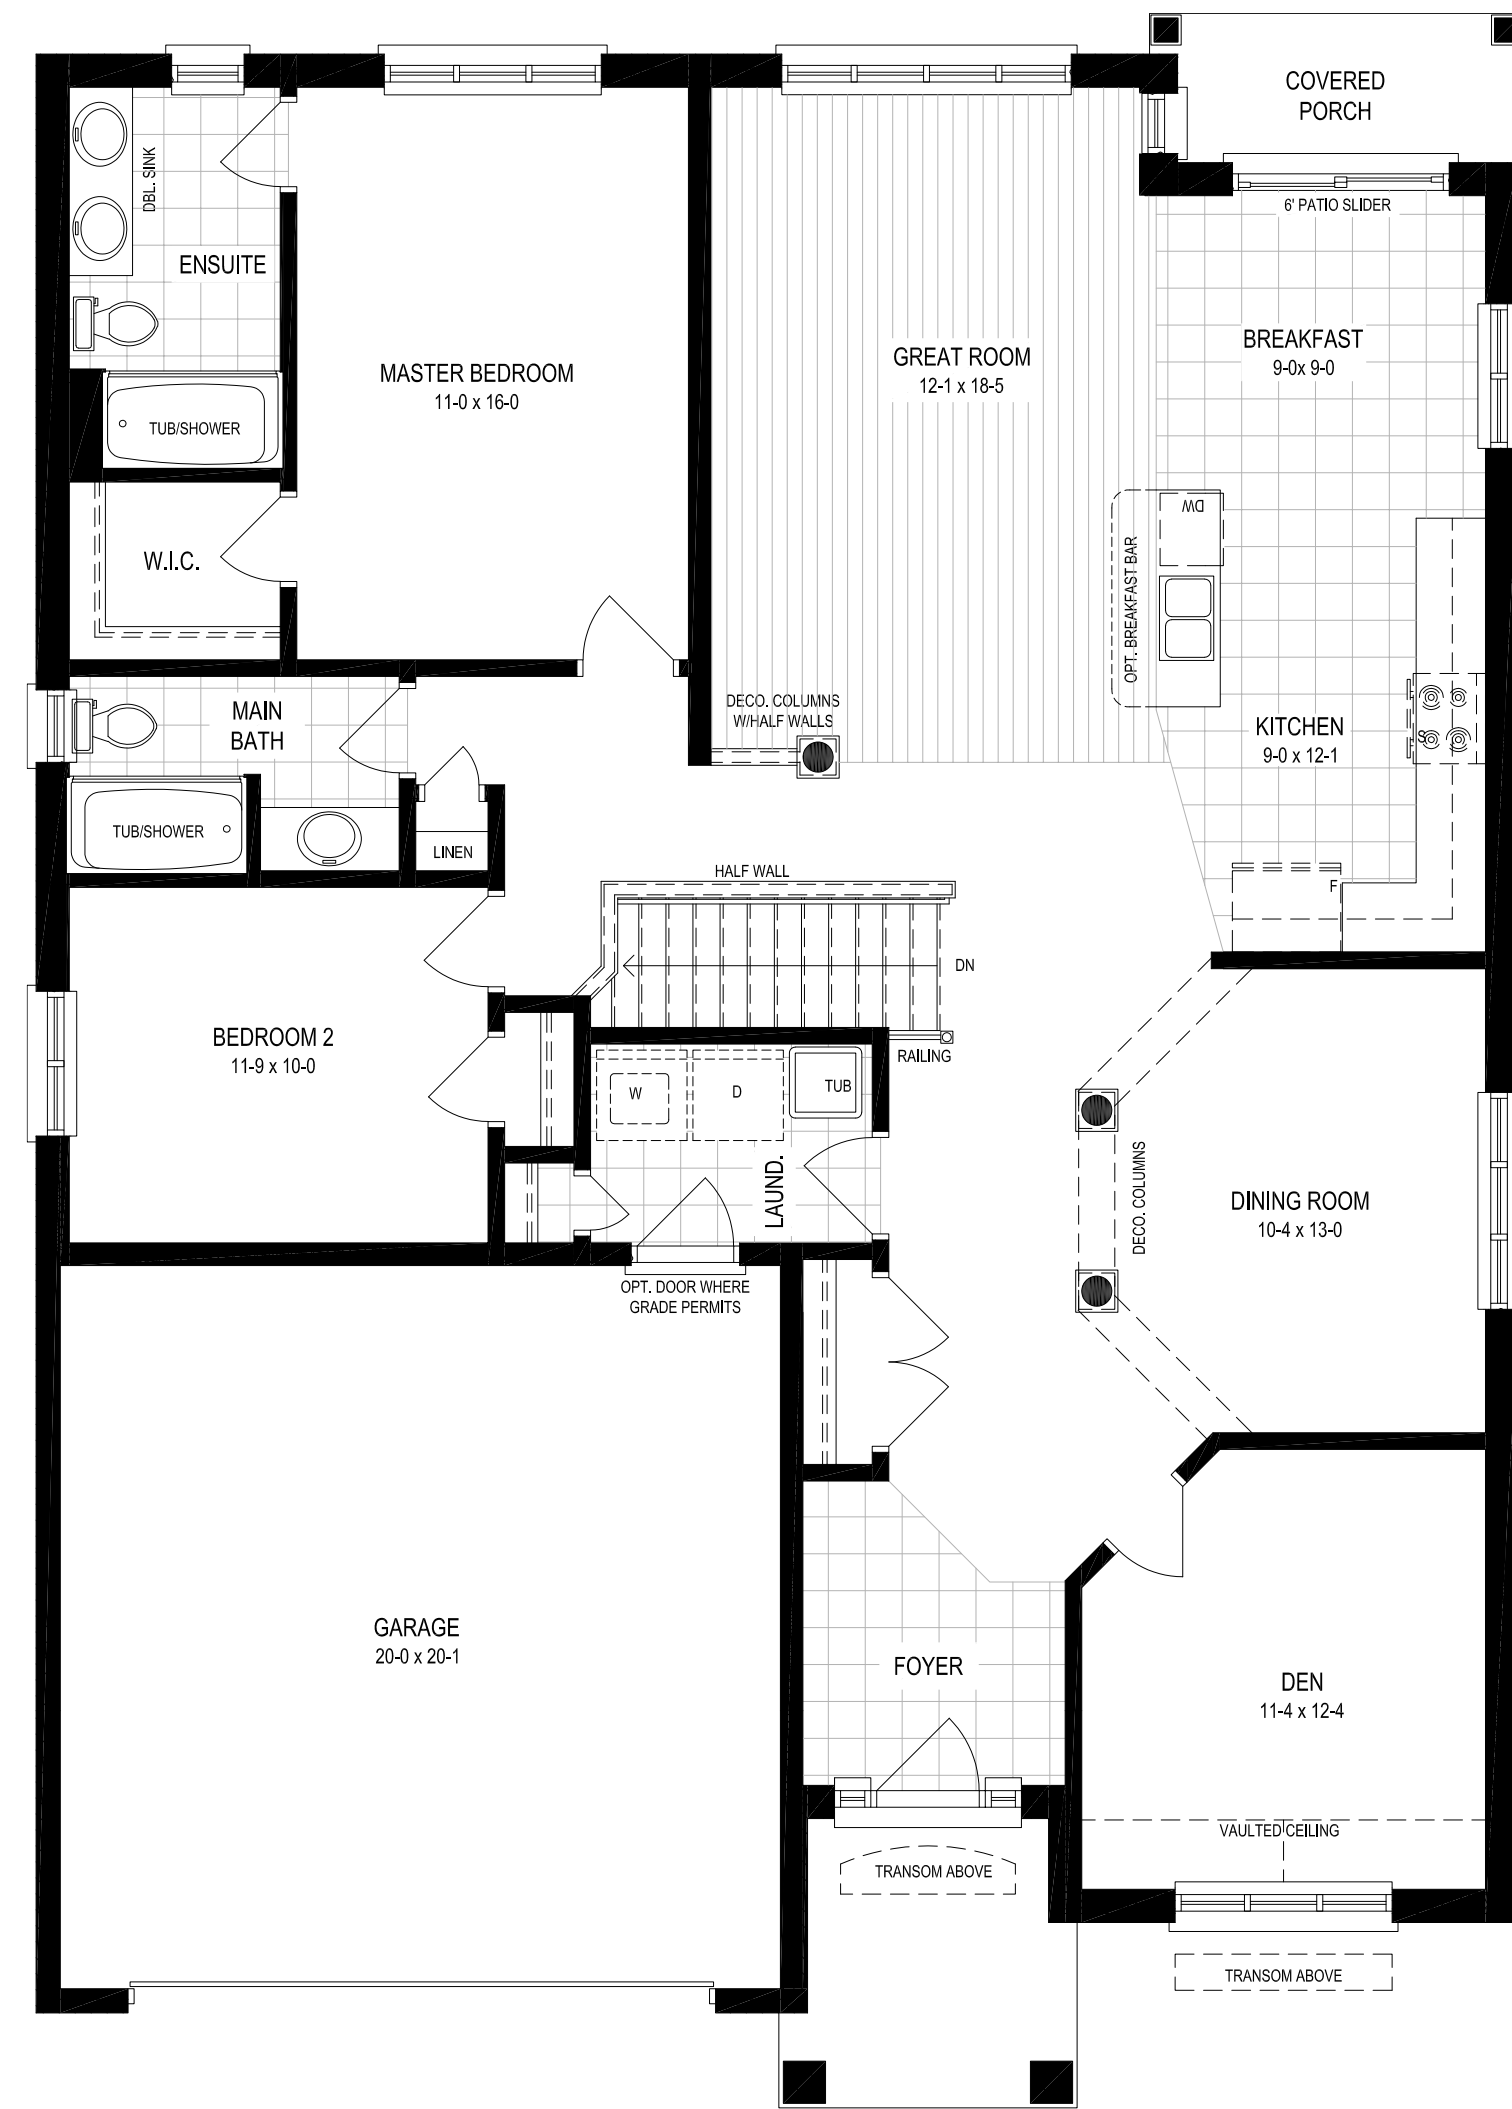 COVERED
PORCH
6' PATIO SLIDER
DBL. SINK
ENSUITE
MASTER BEDROOM
11-0 x 16-0
GREAT ROOM
12-1 x 18-5
BREAKFAST
9-0x 9-0
TUB/SHOWER
W.I.C.
DW
OPT. BREAKFAST BAR
MAIN
BATH
DECO. COLUMNS
W/HALF WALLS
KITCHEN
9-0 x 12-1
S
TUB/SHOWER
LINEN
HALF WALL
F
DN
BEDROOM 2
11-9 x 10-0
RAILING
W
D
TUB
LAUND.
DECO. COLUMNS
DINING ROOM
10-4 x 13-0
OPT. DOOR WHERE
GRADE PERMITS
GARAGE
20-0 x 20-1
FOYER
DEN
11-4 x 12-4
VAULTED CEILING
TRANSOM ABOVE
TRANSOM ABOVE